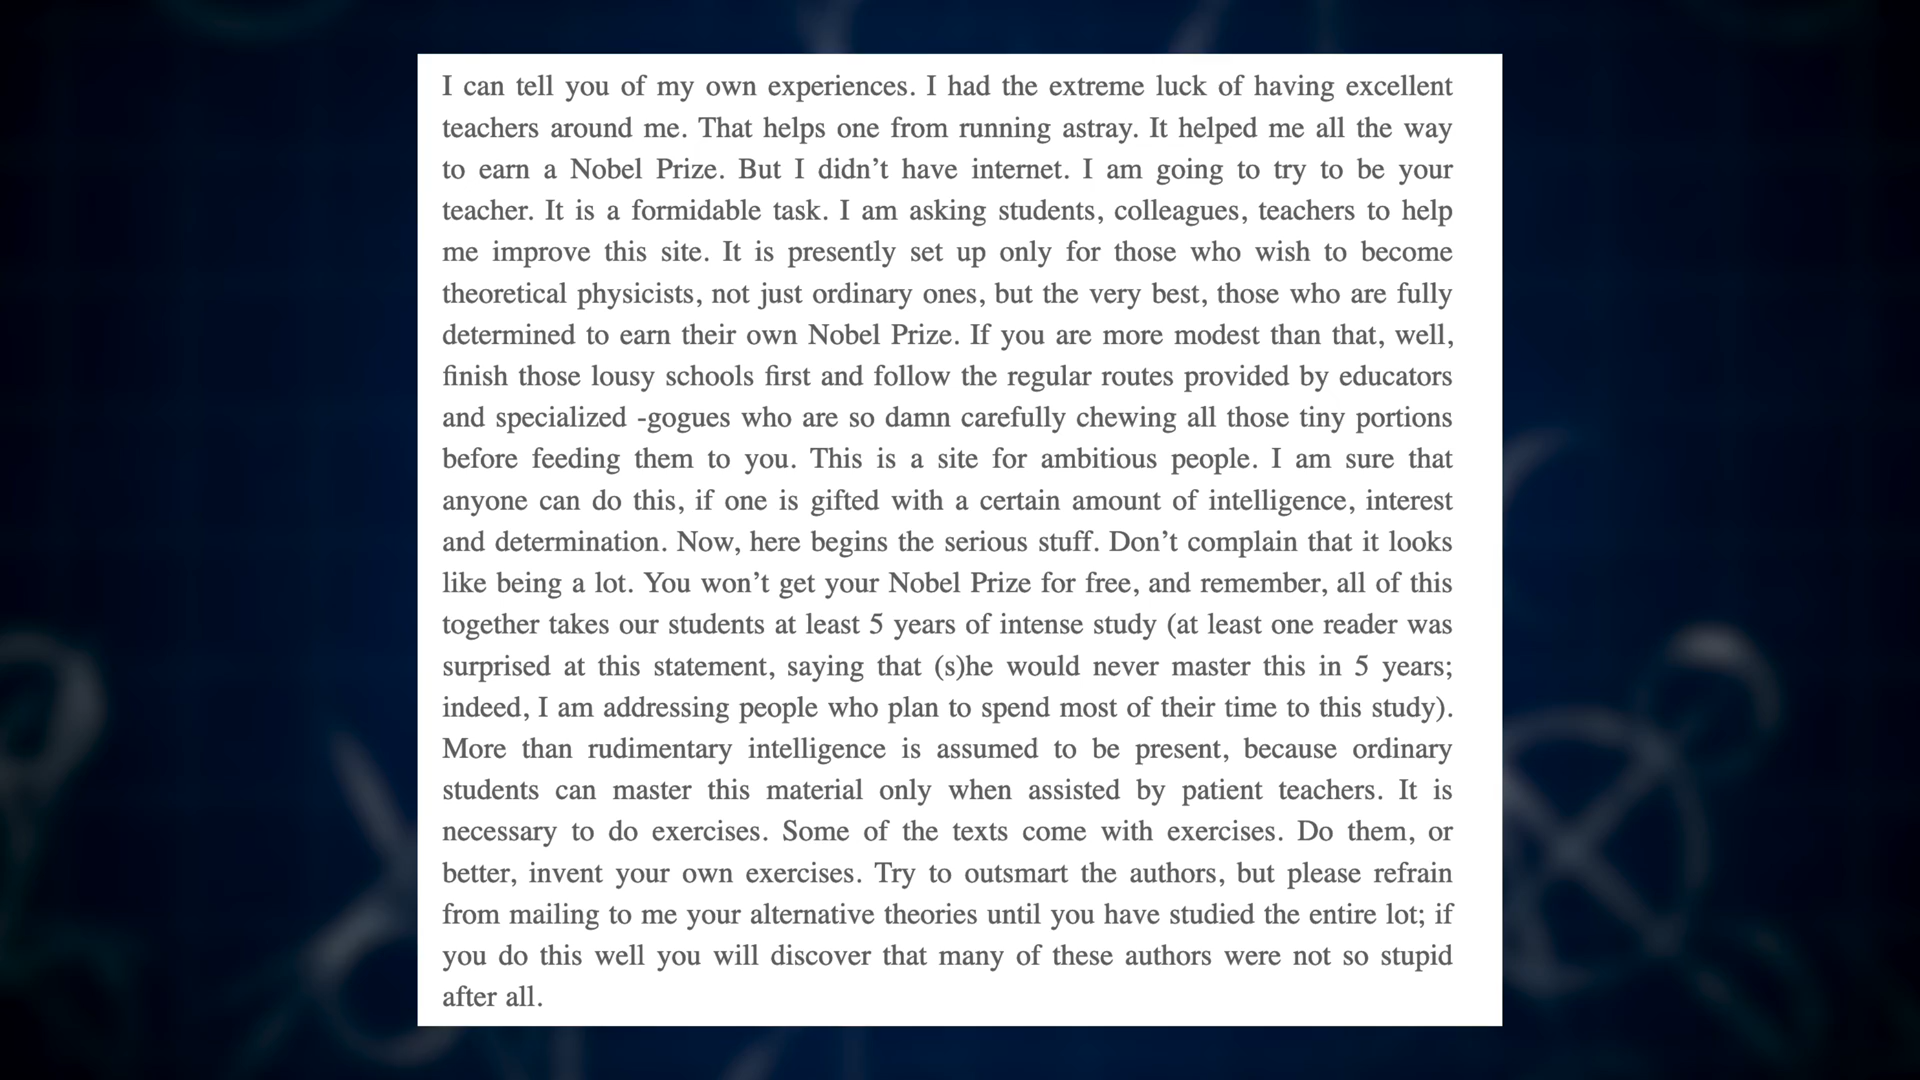 I can tell you of my own experiences. I had the extreme luck of having excellent
teachers around me. That helps one from running astray. It helped me all the way
to earn a Nobel Prize. But I didn’t have internet. I am going to try to be your
teacher. It is a formidable task. I am asking students, colleagues, teachers to help
me improve this site. It is presently set up only for those who wish to become
theoretical physicists, not just ordinary ones, but the very best, those who are fully
determined to earn their own Nobel Prize. If you are more modest than that, well,
finish those lousy schools first and follow the regular routes provided by educators
and specialized -gogues who are so damn carefully chewing all those tiny portions
before feeding them to you. This is a site for ambitious people. I am sure that
anyone can do this, if one is gifted with a certain amount of intelligence, interest
and determination. Now, here begins the serious stuff. Don’t complain that it looks
like being a lot. You won’t get your Nobel Prize for free, and remember, all of this
together takes our students at least 5 years of intense study (at least one reader was
surprised at this statement, saying that (s)he would never master this in 5 years;
indeed, I am addressing people who plan to spend most of their time to this study).
More than rudimentary intelligence is assumed to be present, because ordinary
students can master this material only when assisted by patient teachers. It is
necessary to do exercises. Some of the texts come with exercises. Do them, or
better, invent your own exercises. Try to outsmart the authors, but please refrain
from mailing to me your alternative theories until you have studied the entire lot; if
you do this well you will discover that many of these authors were not so stupid
after all.